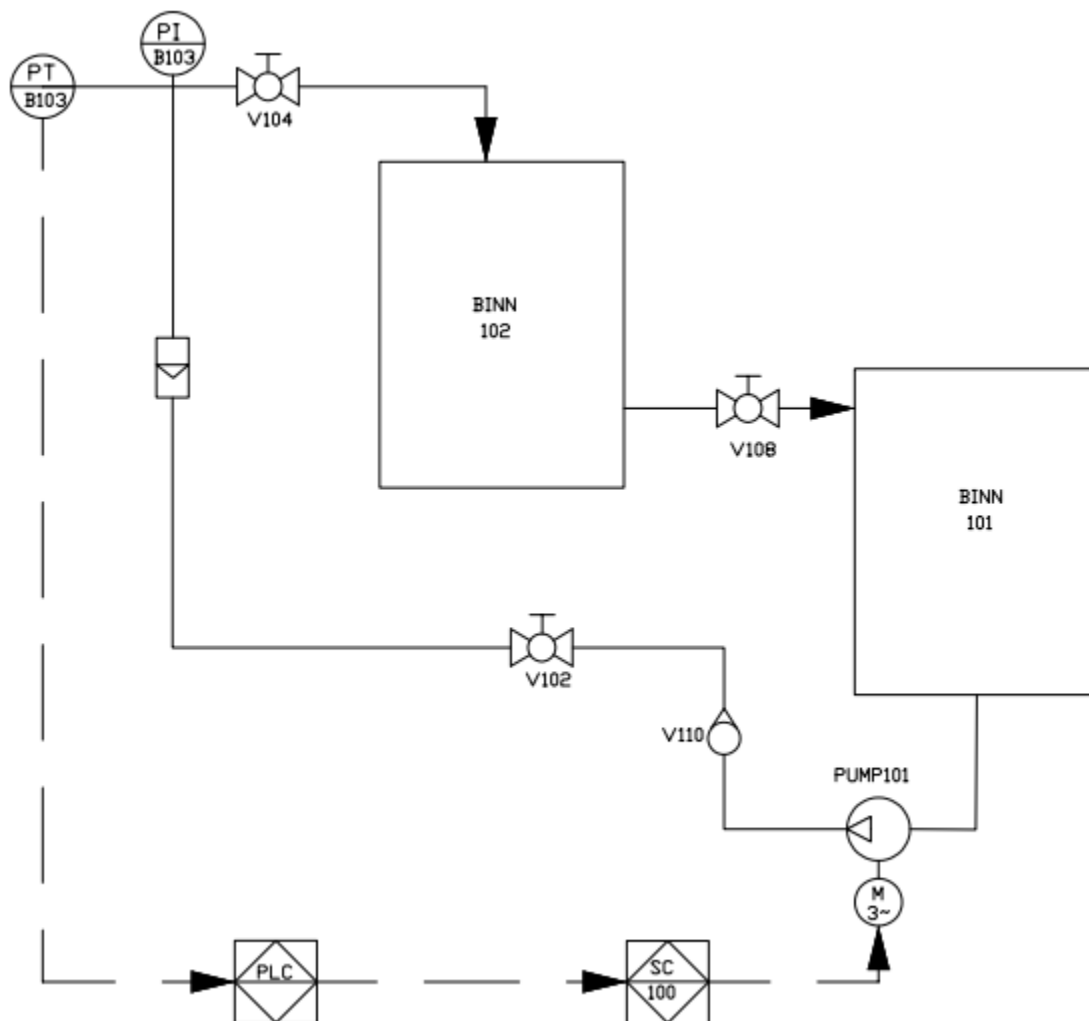 PI
B103
PT
B103
V104
BINN
102
V108
BINN
101
V102
V110
PUMP101
M
3~
PLC
SC
100